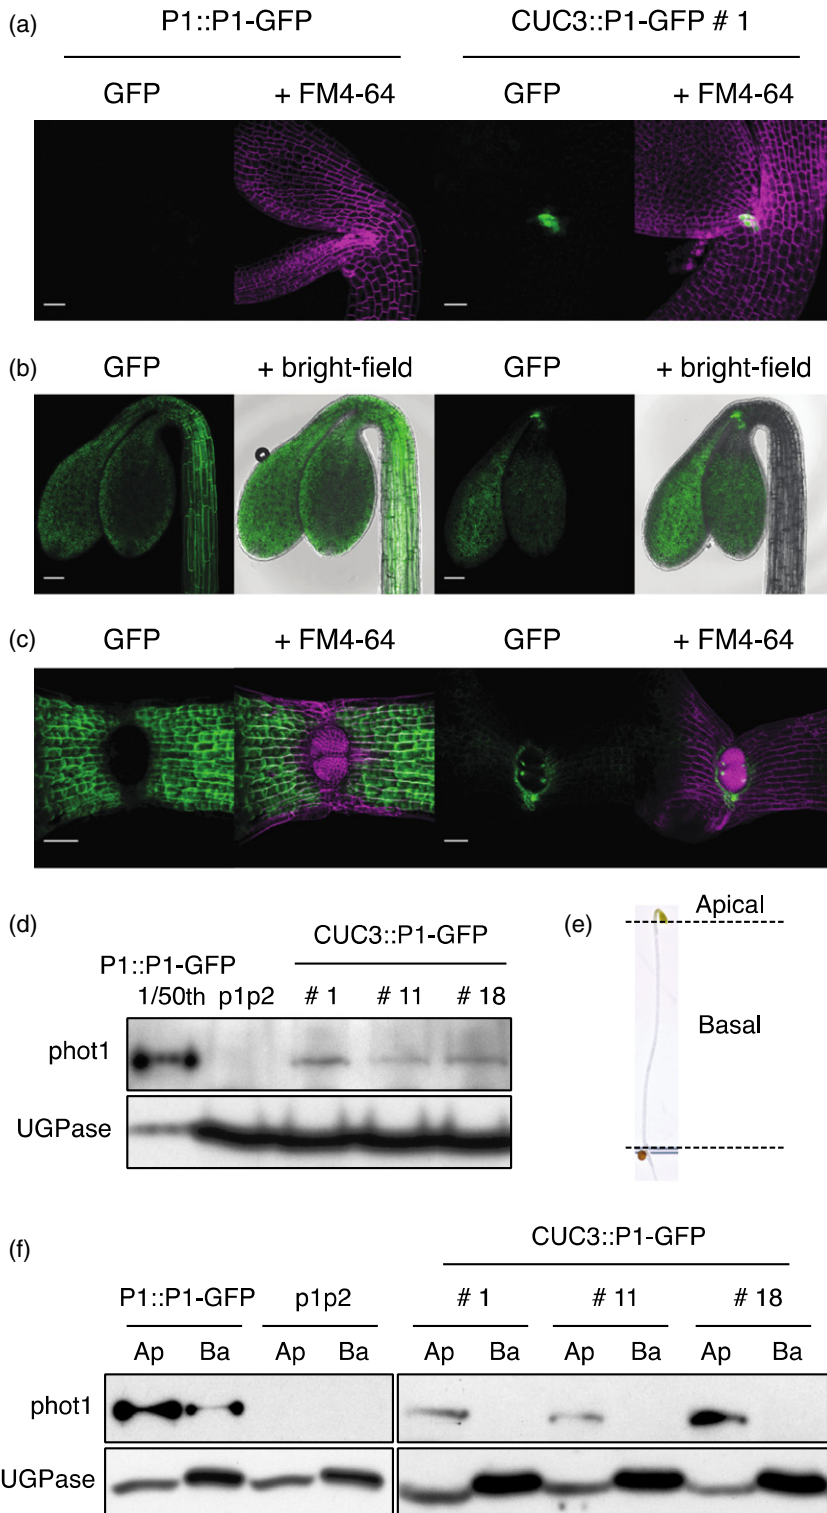 (a)
P1::P1-GFP
CUC3::P1-GFP # 1
GFP
+ FM4-64
GFP
+ FM4-64
(b)
GFP
+ bright-field
GFP
+ bright-field
(c)
GFP
+ FM4-64
GFP
+ FM4-64
(d)
CUC3::P1-GFP
P1::P1-GFP
1/50th
p1p2
# 1
# 11
# 18
phot1
UGPase
(e)
Apical
Basal
(f)
CUC3::P1-GFP
P1::P1-GFP
p1p2
# 1
# 11
# 18
Ap
Ba
Ap
Ba
Ap
Ba
Ap
Ba
Ap
Ba
phot1
UGPase